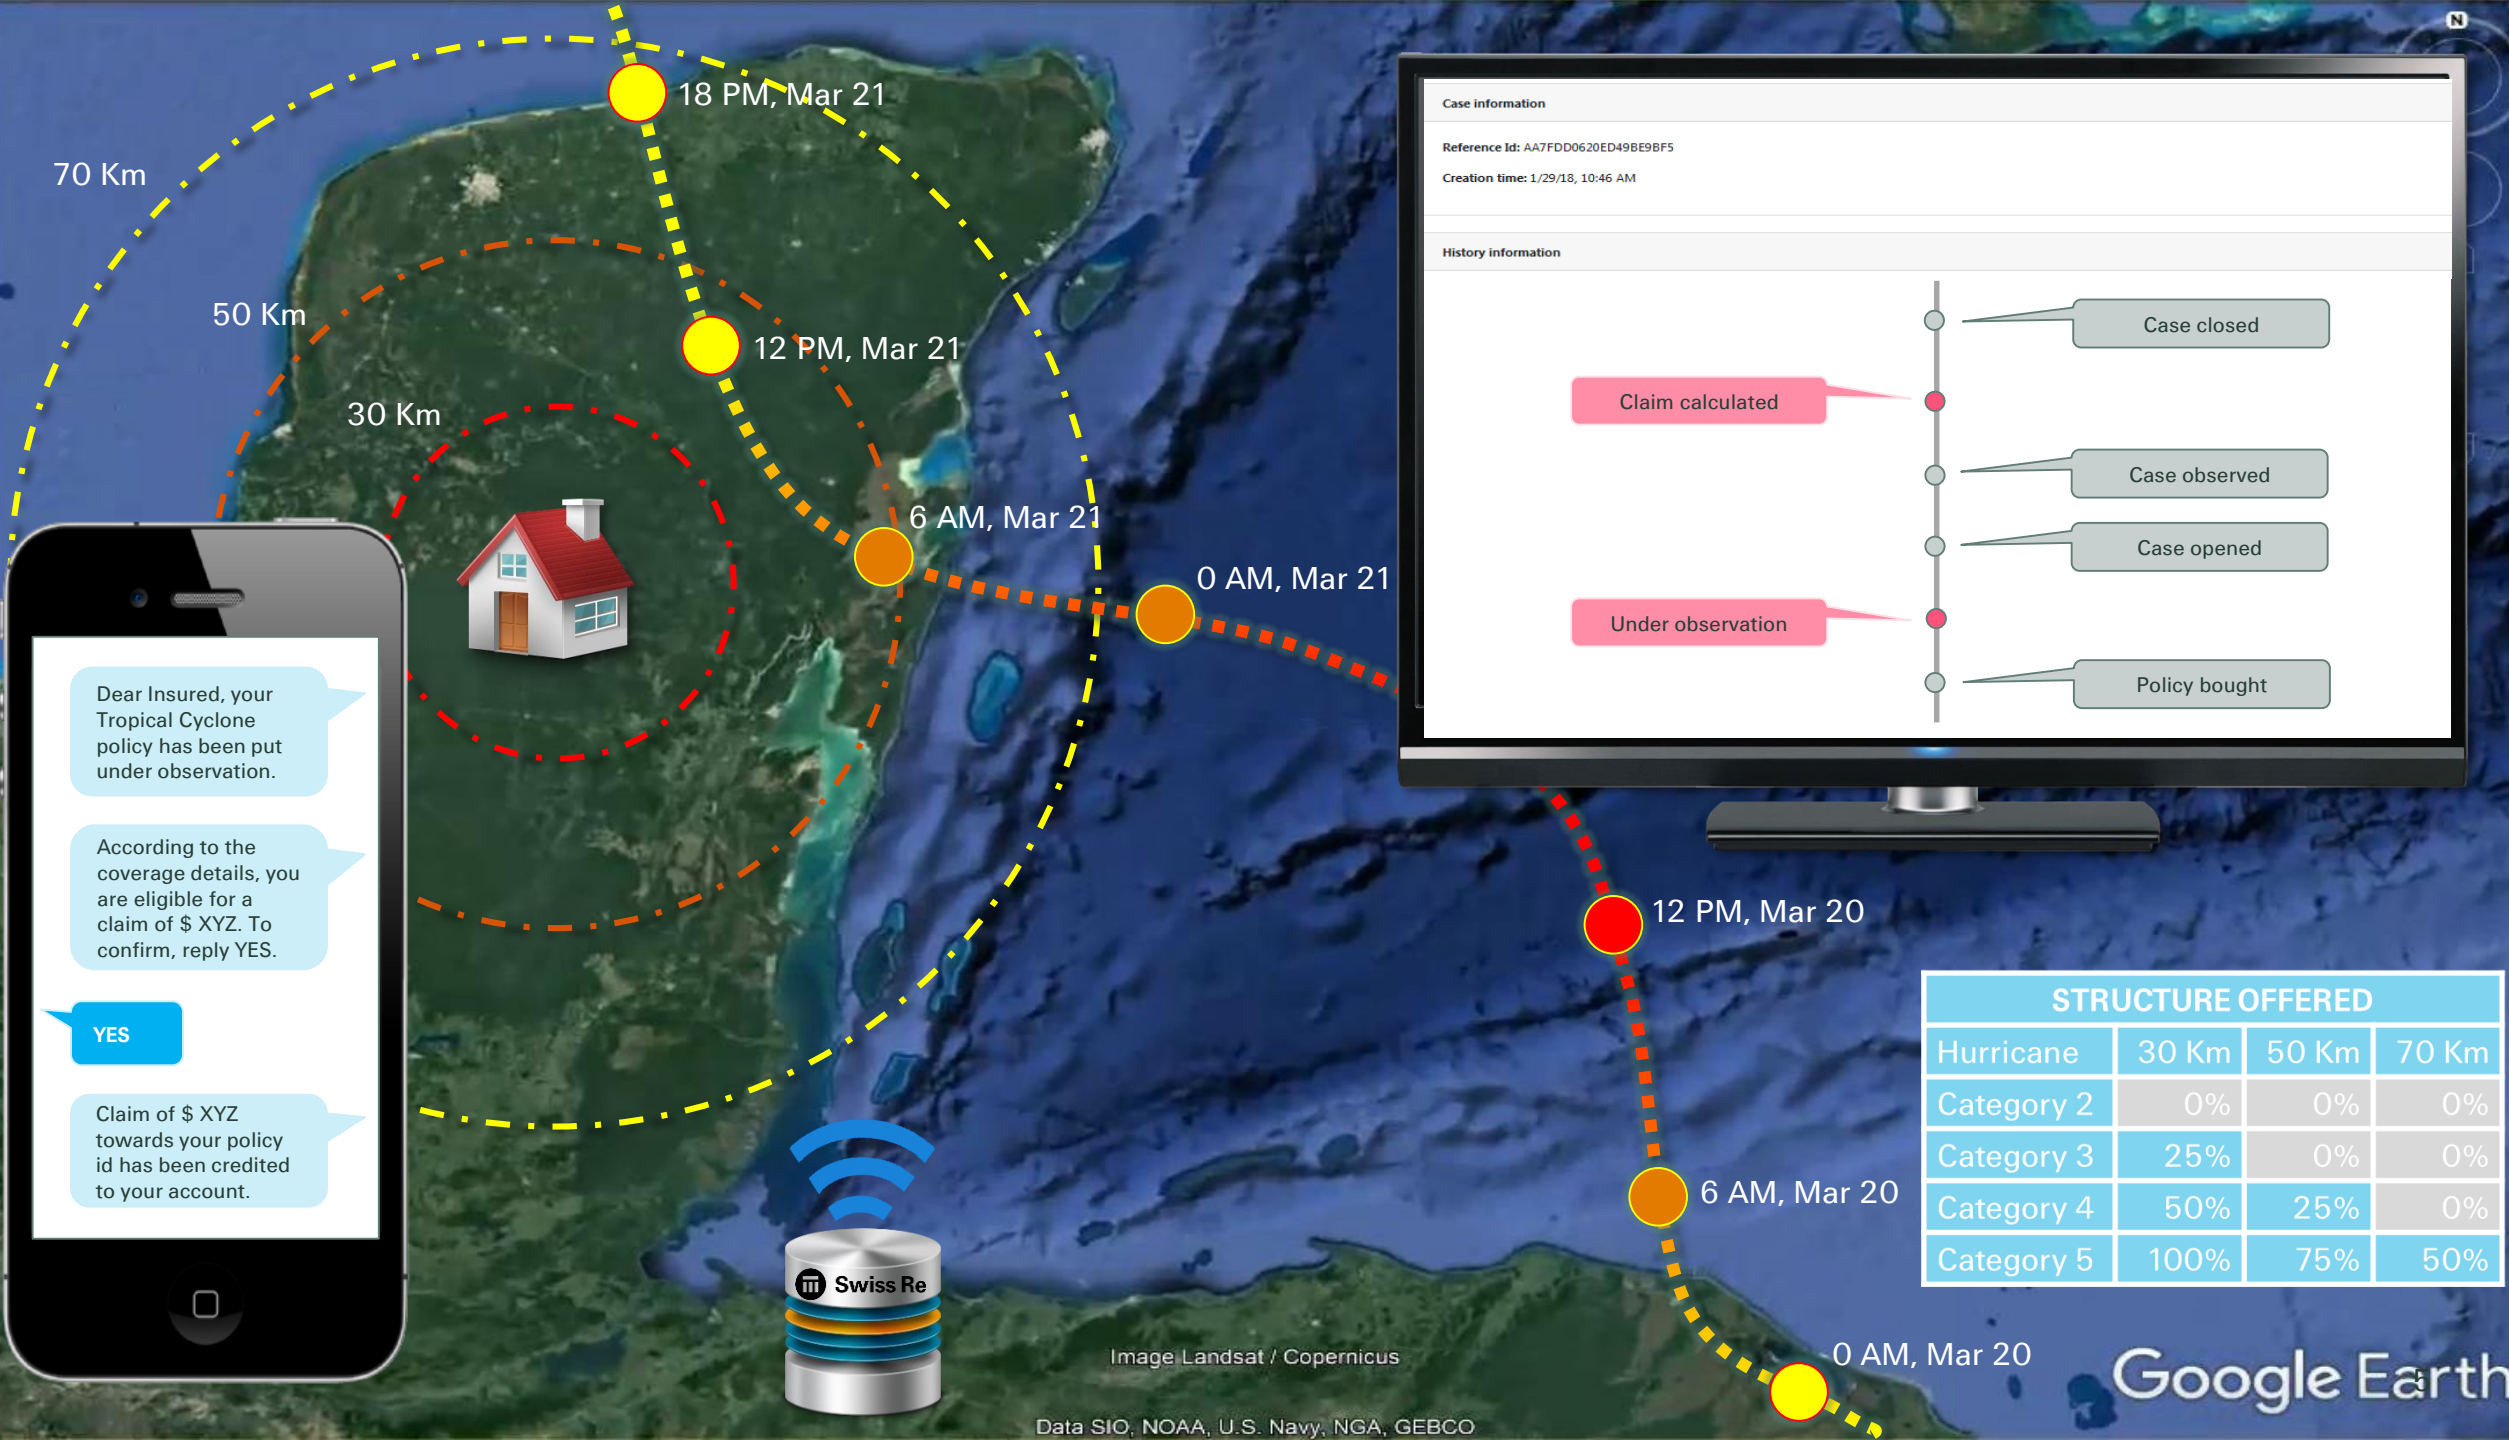 N
18 PM, Mar 21
70 Km
50 Km
12 PM, Mar 21
30 Km
6 AM, Mar 21
0 AM, Mar 21
Case information
Reference Id: AA7FDD0620ED49BE9BF5
Creation time: 1/29/18, 10:46 AM
History information
Case closed
Claim calculated
Case observed
Case opened
Under observation
Policy bought
Dear Insured, your
Tropical Cyclone
policy has been put
under observation.
According to the
coverage details, you
are eligible for a
claim of $ XYZ. To
confirm, reply YES.
YES
Claim of $ XYZ
towards your policy
id has been credited
to your account.
12 PM, Mar 20
6 AM, Mar 20
0 AM, Mar 20
STRUCTURE OFFERED
Hurricane 30 Km 50 Km 70 Km
Category 2 0% 0% 0%
Category 3 25% 0% 0%
Category 4 50% 25% 0%
Category 5 100% 75% 50%
Swiss Re
Image Landsat / Copernicus
Data SIO, NOAA, U.S. Navy, NGA, GEBCO
Google Earth
5